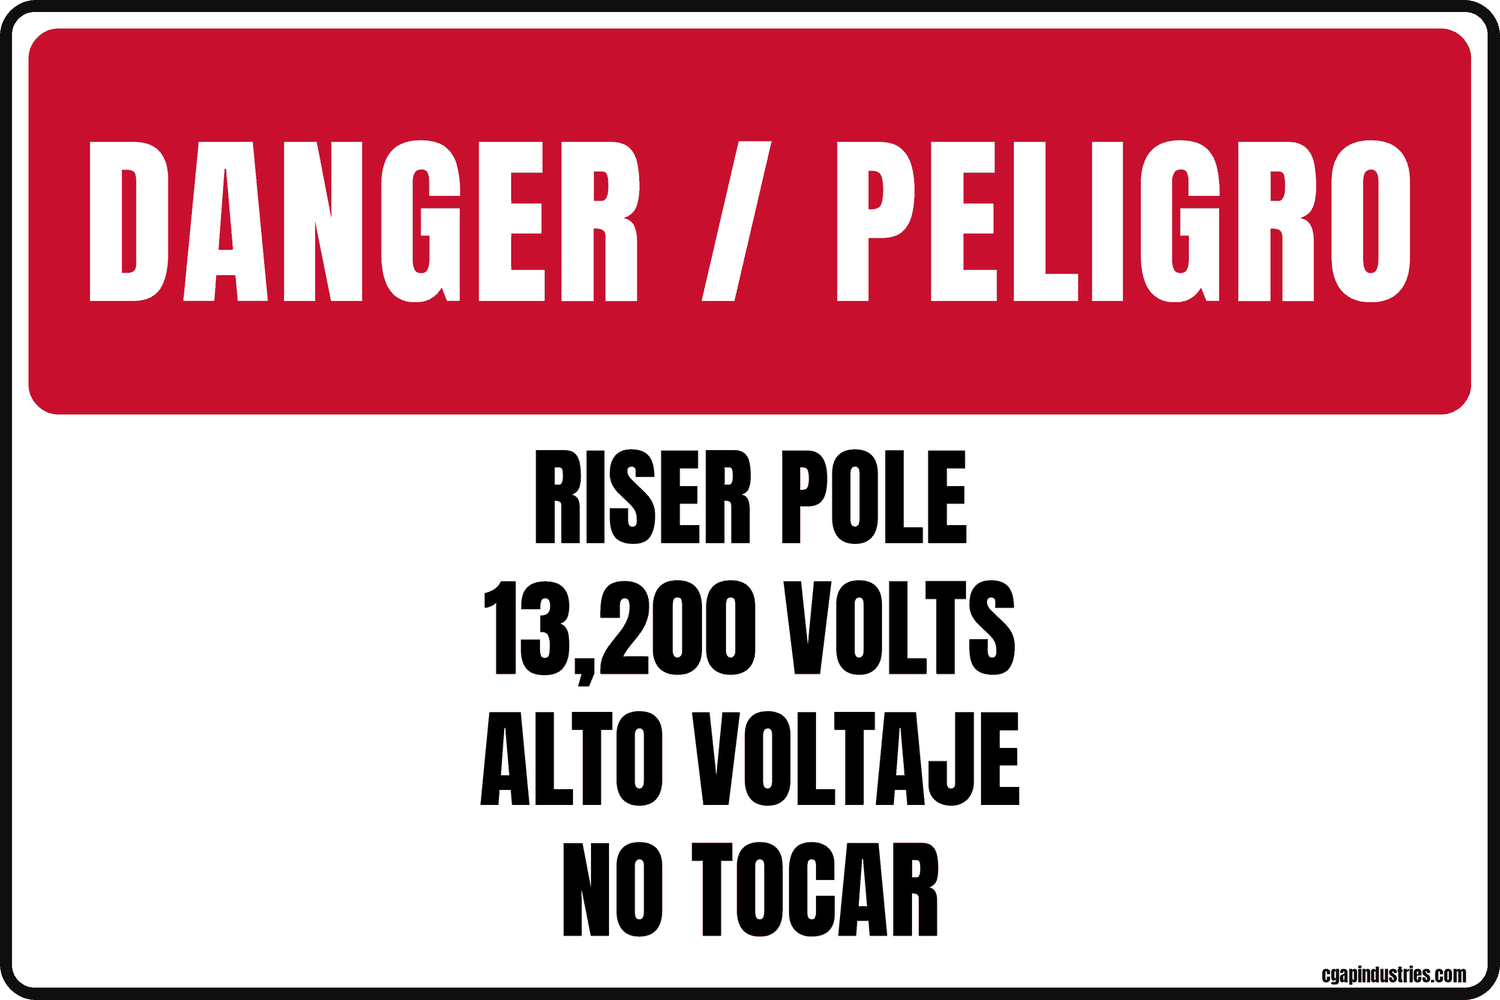 DANGER / PELIGRO
RISER POLE
13,200 VOLTS
ALTO VOLTAJE
NO TOCAR
cgapindustries.com